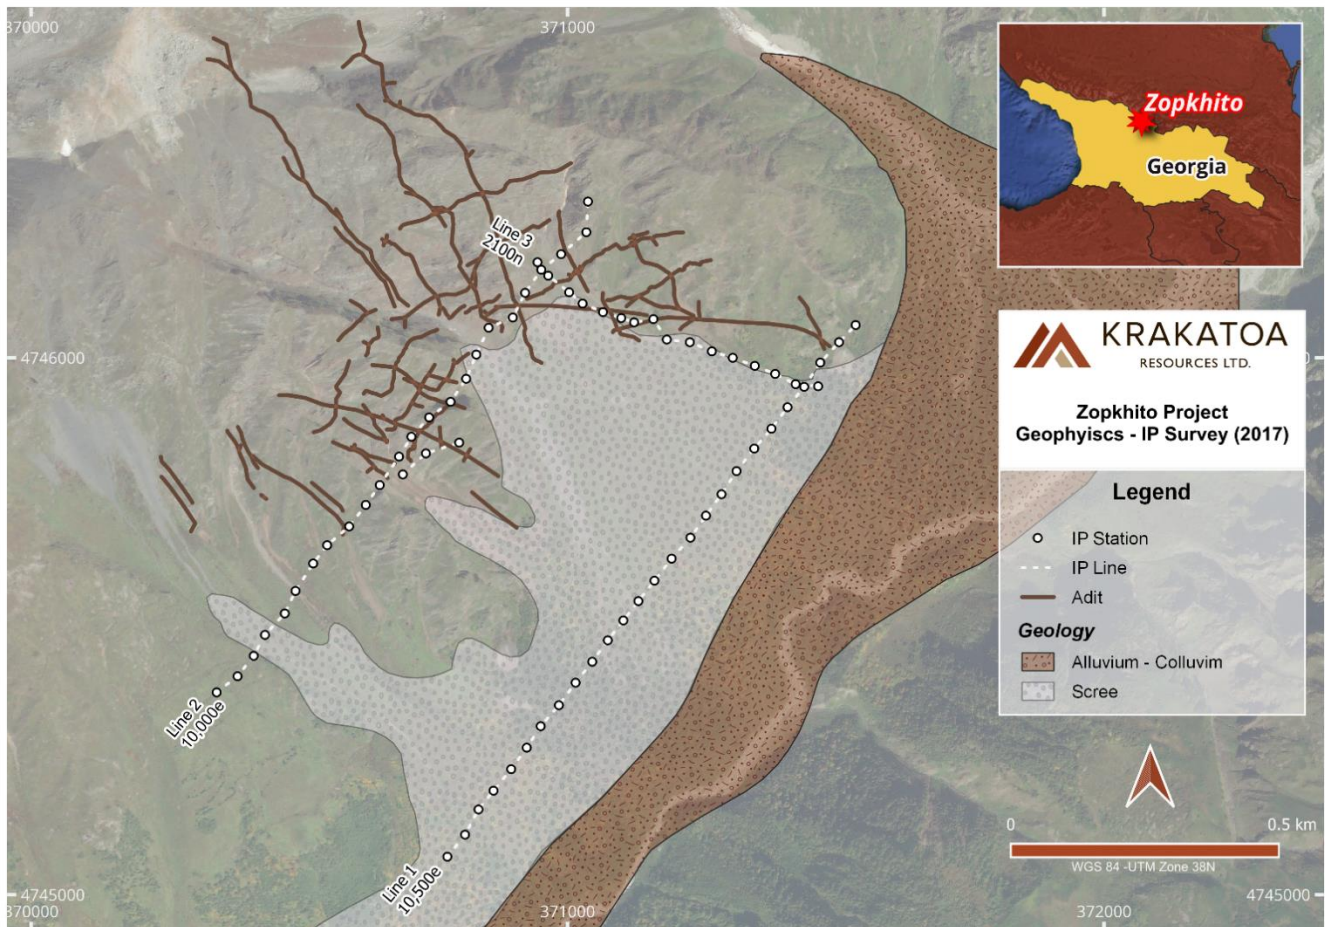 370000
371000
Zopkhito
Georgia
Line 3
2100n
4746000
KRAKATOA
RESOURCES LTD.
Zopkhito Project
Geophyiscs - IP Survey (2017)
Legend
IP Station
IP Line
Adit
Geology
Alluvium - Colluvim
Scree
Line 2
10,000e
Line 1
10,500e
0
0.5 km
WGS 84 -UTM Zone 38N
4745000
4745000
370000
371000
372000